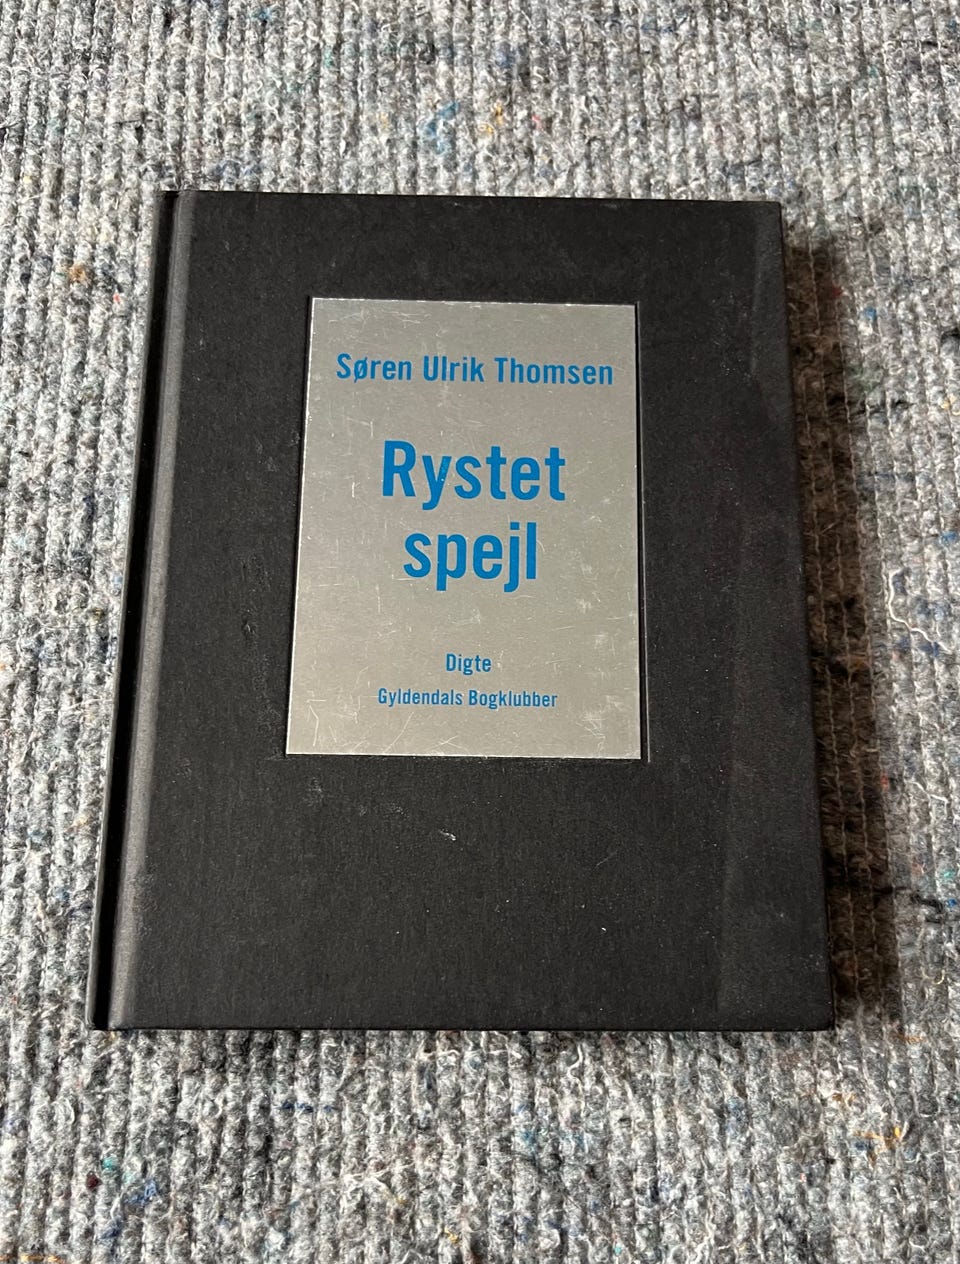 Søren Ulrik Thomsen
Rystet
spejl
Digte
Gyldendals Bogklubber